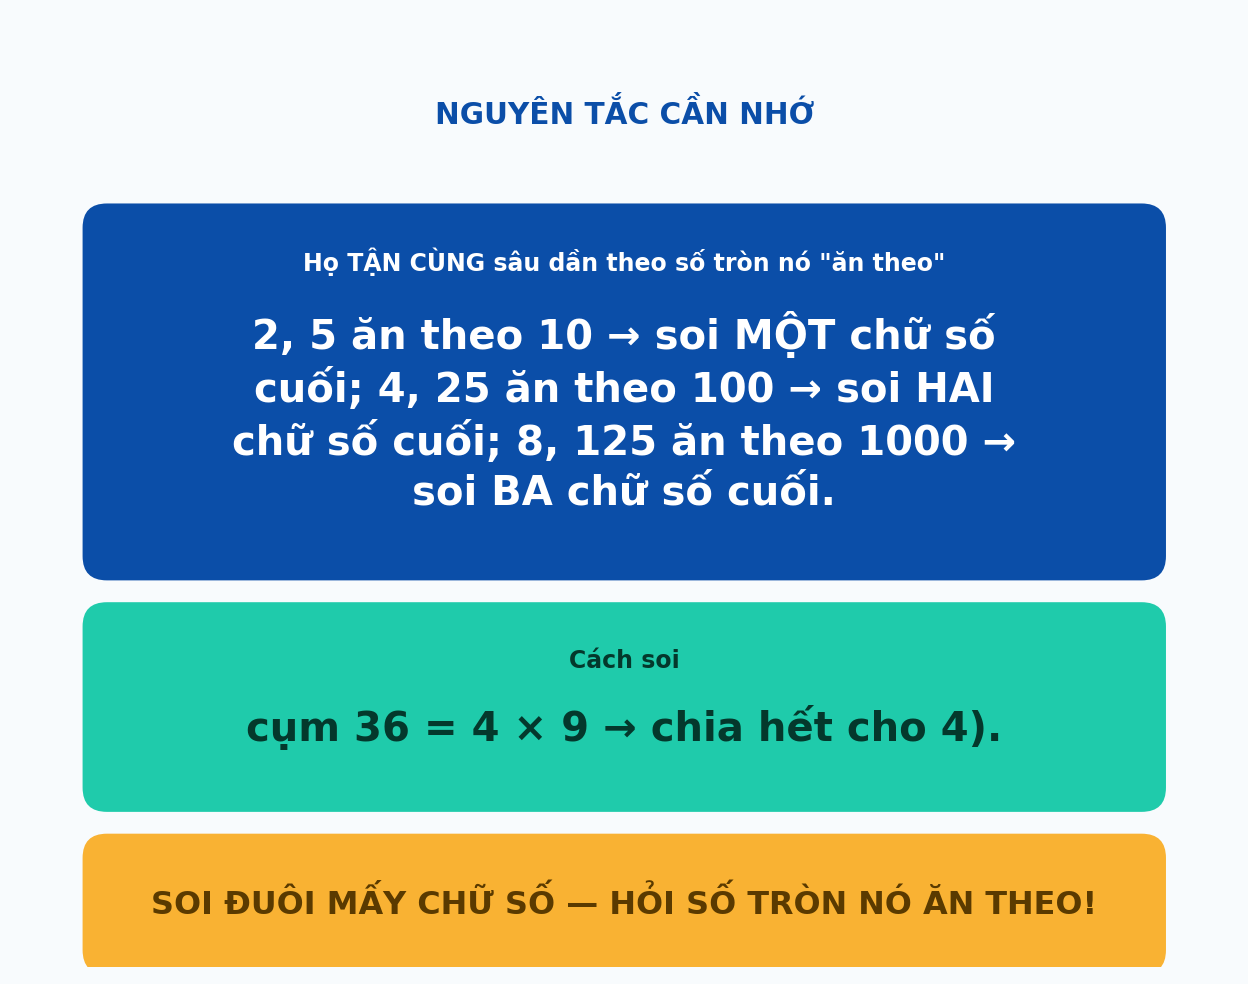 NGUYÊN TẮC CẦN NHỚ
Họ TẬN CÙNG sâu dần theo số tròn nó "ăn theo"
2, 5 ăn theo 10 → soi MỘT chữ số
cuối; 4, 25 ăn theo 100 → soi HAI
chữ số cuối; 8, 125 ăn theo 1000 →
soi BA chữ số cuối.
Cách soi
cụm 36 = 4 × 9 → chia hết cho 4).
SOI ĐUÔI MẤY CHỮ SỐ — HỎI SỐ TRÒN NÓ ĂN THEO!